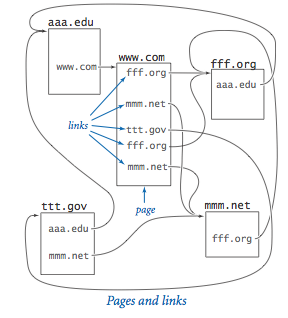 aaa.edu
www.com
www.com
fff.org
mmm.net
ttt.gov
fff.org
mmm.net
fff.org
aaa.edu
links
page
ttt.gov
aaa.edu
mmm.net
mmm.net
fff.org
Pages and links